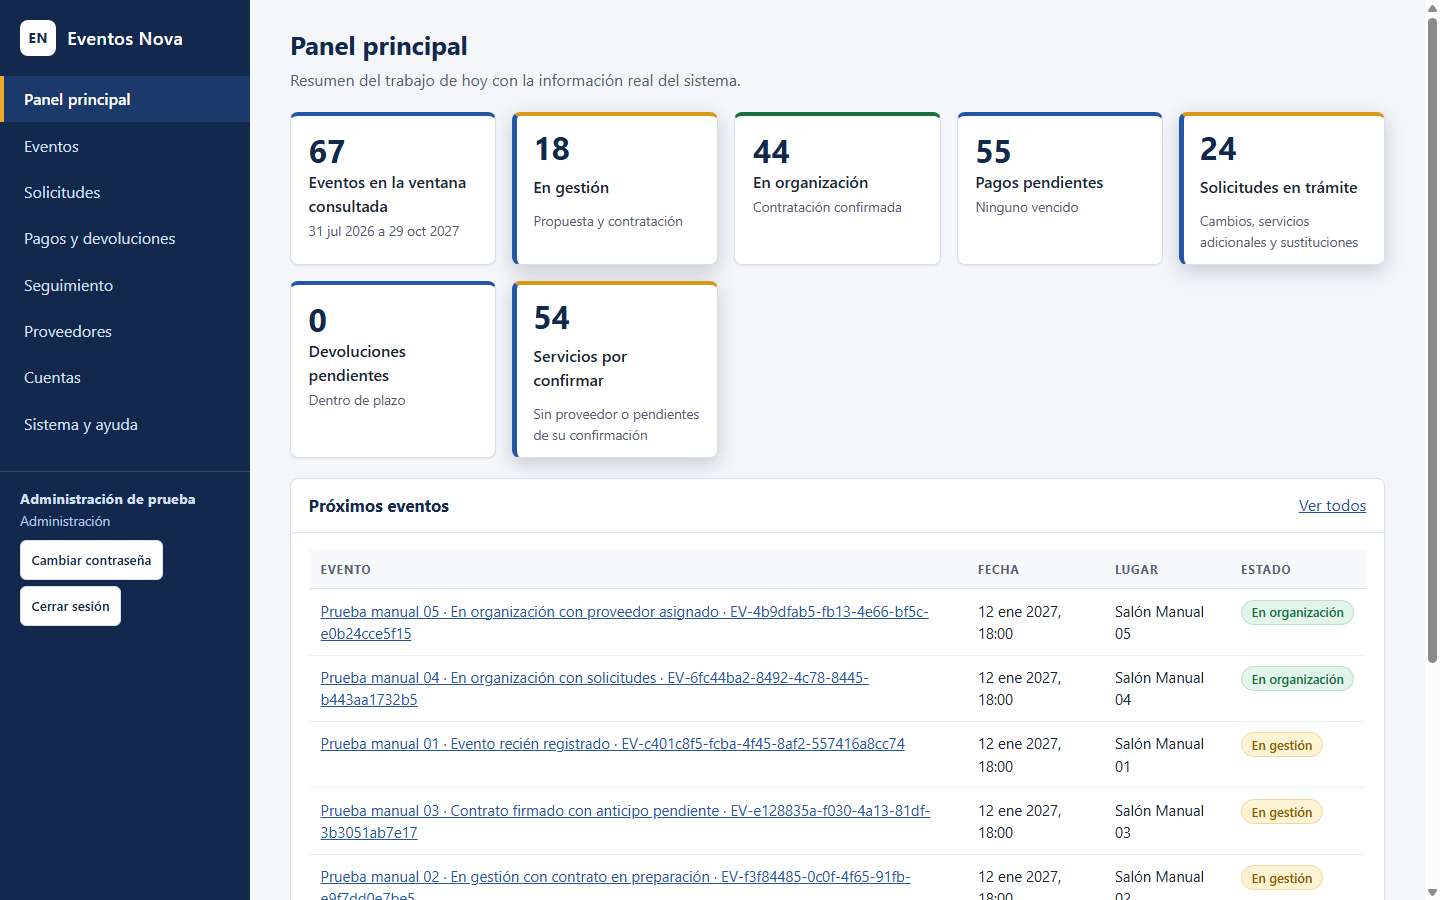 EN Eventos Nova
Panel principal
Eventos
Solicitudes
Pagos y devoluciones
Seguimiento
Proveedores
Cuentas
Sistema y ayuda
Administración de prueba
Administración
Cambiar contraseña
Cerrar sesión
Panel principal
Resumen del trabajo de hoy con la información real del sistema.
67
Eventos en la ventana
consultada
31 jul 2026 a 29 oct 2027
18
En gestión
Propuesta y contratación
44
En organización
Contratación confirmada
55
Pagos pendientes
Ninguno vencido
24
Solicitudes en trámite
Cambios, servicios
adicionales y sustituciones
0
Devoluciones
pendientes
Dentro de plazo
54
Servicios por
confirmar
Sin proveedor o pendientes
de su confirmación
Próximos eventos Ver todos
EVENTO FECHA LUGAR ESTADO
Prueba manual 05 · En organización con proveedor asignado · EV-4b9dfab5-fb13-4e66-bf5c-
e0b24cce5f15
12 ene 2027,
18:00
Salón Manual
05
En organización
Prueba manual 04 · En organización con solicitudes · EV-6fc44ba2-8492-4c78-8445-
b443aa1732b5
12 ene 2027,
18:00
Salón Manual
04
En organización
Prueba manual 01 · Evento recién registrado · EV-c401c8f5-fcba-4f45-8af2-557416a8cc74
12 ene 2027,
18:00
Salón Manual
01
En gestión
Prueba manual 03 · Contrato firmado con anticipo pendiente · EV-e128835a-f030-4a13-81df-
3b3051ab7e17
12 ene 2027,
18:00
Salón Manual
03
En gestión
Prueba manual 02 · En gestión con contrato en preparación · EV-f3f84485-0c0f-4f65-91fb-
e9f7dd0e7be5
12 ene 2027,
18:00
Salón Manual
02
En gestión